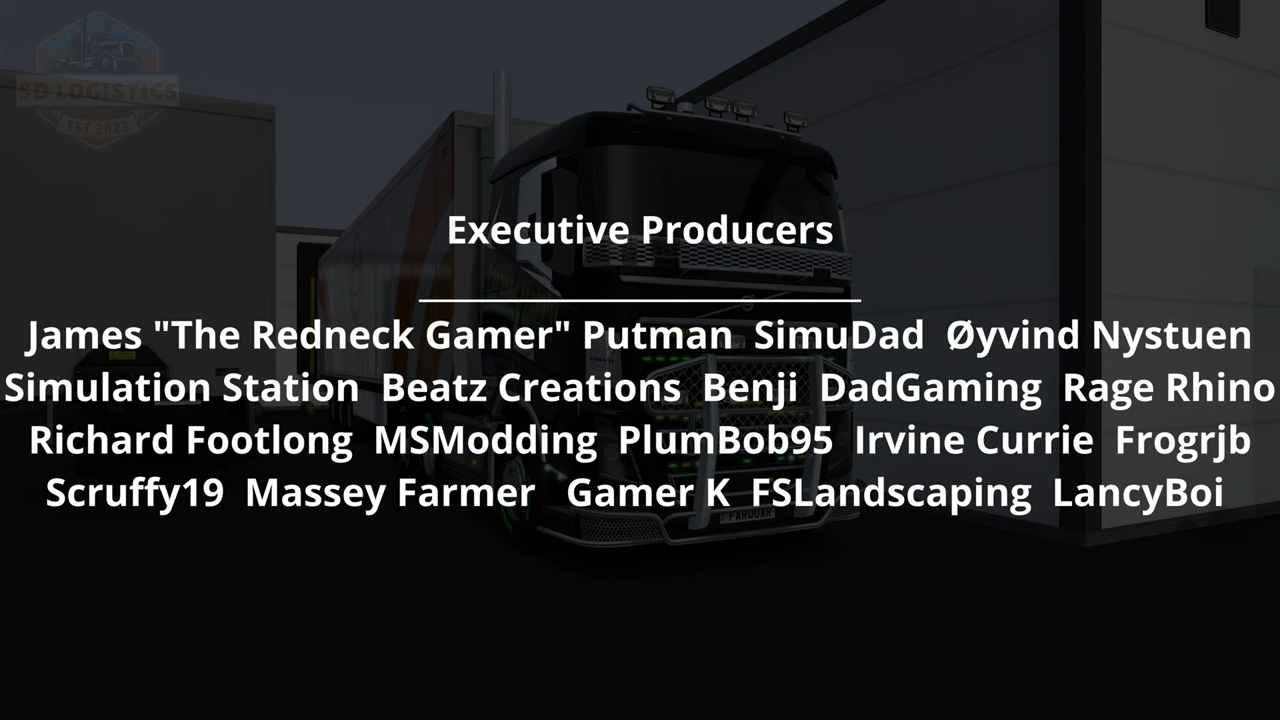 SD LOGISTICS
EST 2023
Executive Producers
James "The Redneck Gamer" Putman SimuDad Øyvind Nystuen
Simulation Station Beatz Creations Benji DadGaming Rage Rhino
Richard Footlong MSModding PlumBob95 Irvine Currie Frogrjb
Scruffy19 Massey Farmer Gamer K FSLandscaping LancyBoi
FARQUAR